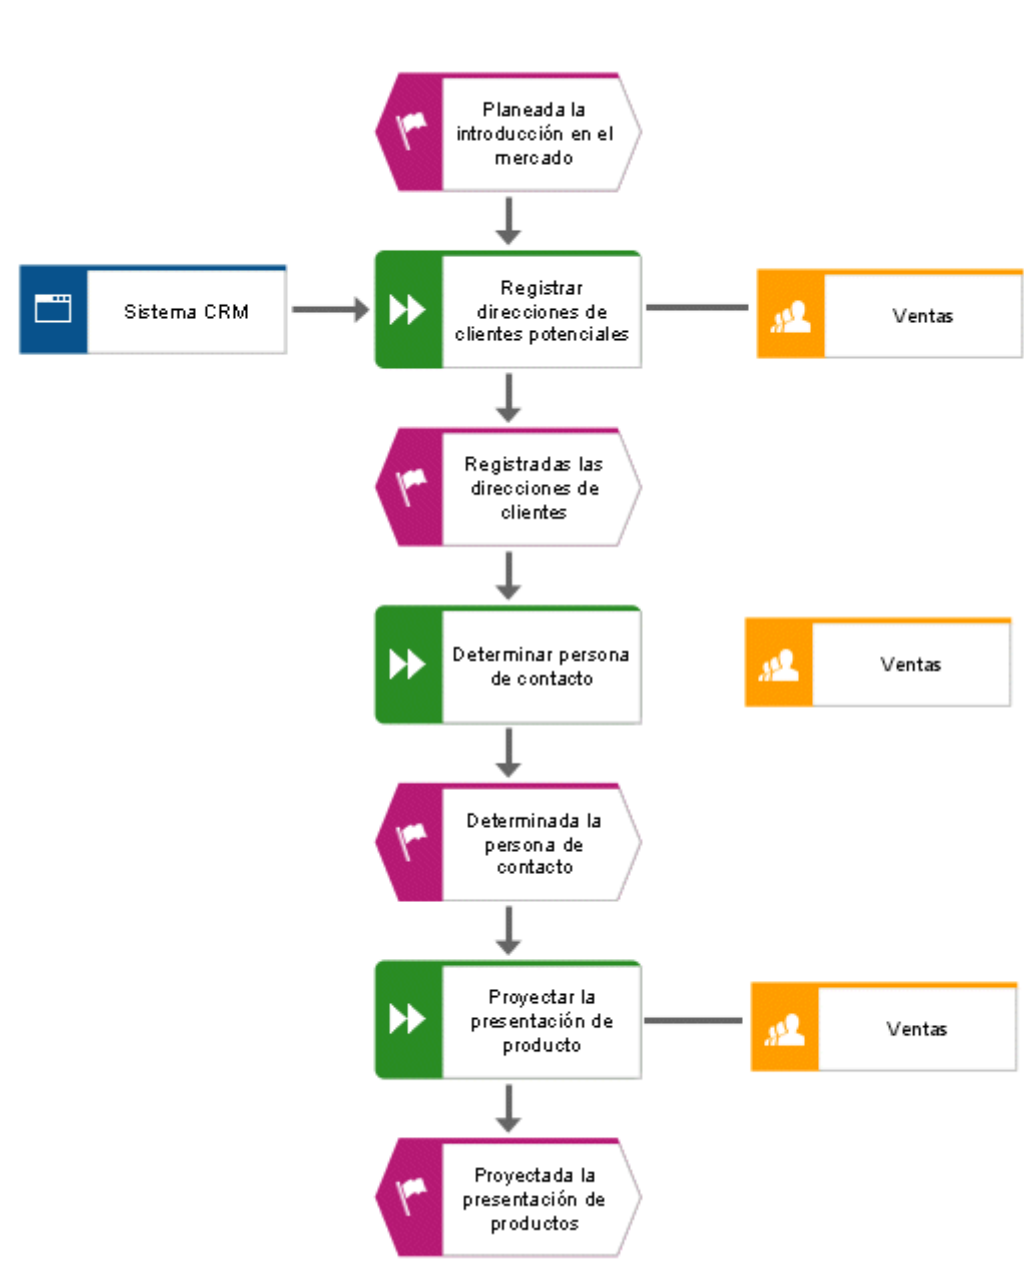 Planeada la
introducción en el
mercado
Sistema CRM
Registrar
direcciones de
clientes potenciales
Ventas
Registradas las
direcciones de
clientes
Determinar persona
de contacto
Ventas
Determinada la
persona de
contacto
Proyectar la
presentación de
producto
Ventas
Proyectada la
presentación de
productos